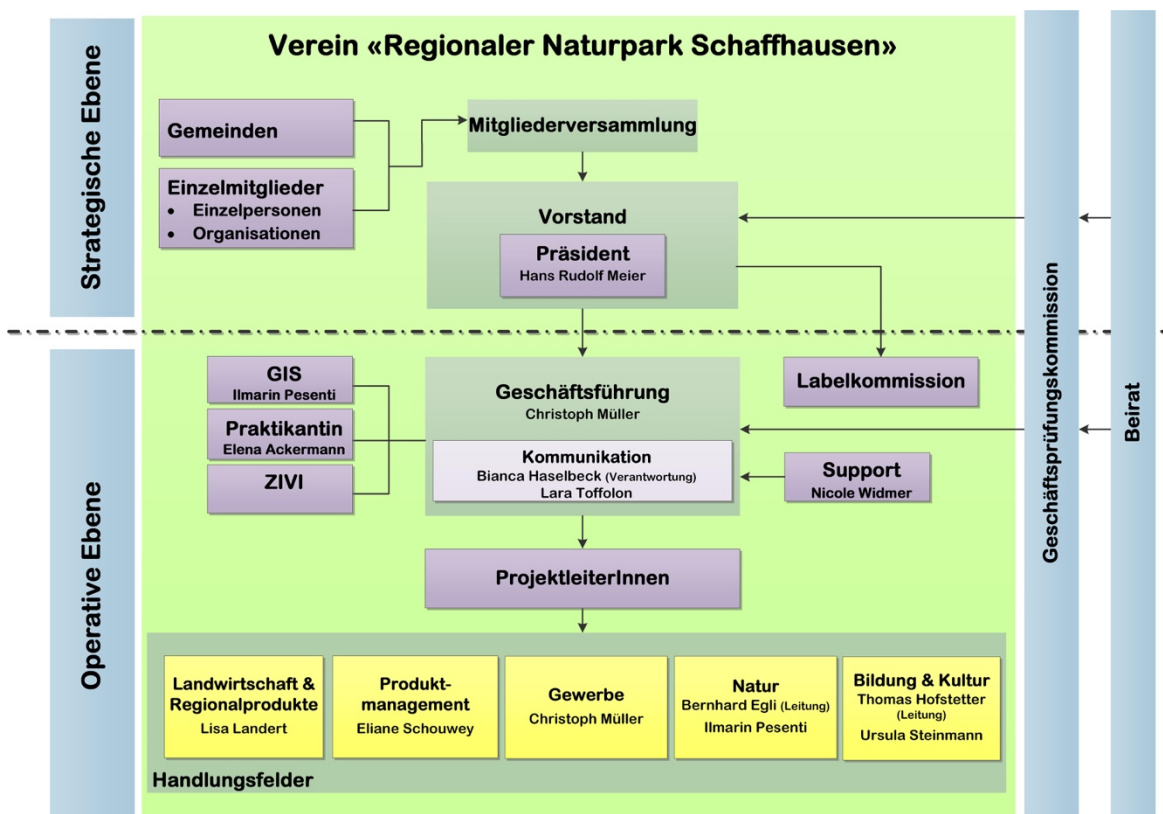 Verein «Regionaler Naturpark Schaffhausen»
Strategische Ebene
Gemeinden
Einzelmitglieder
• Einzelpersonen
• Organisationen
Mitgliederversammlung
Vorstand
Präsident
Hans Rudolf Meier
Operative Ebene
GIS
Ilmarin Pesenti
Praktikantin
Elena Ackermann
ZIVI
Geschäftsführung
Christoph Müller
Kommunikation
Bianca Haselbeck (Verantwortung)
Lara Toffolon
Labelkommission
Support
Nicole Widmer
ProjektleiterInnen
Landwirtschaft &
Regionalprodukte
Lisa Landert
Produkt-
management
Eliane Schouwey
Gewerbe
Christoph Müller
Natur
Bernhard Egli (Leitung)
Ilmarin Pesenti
Bildung & Kultur
Thomas Hofstetter
(Leitung)
Ursula Steinmann
Handlungsfelder
Geschäftsprüfungskommission
Beirat